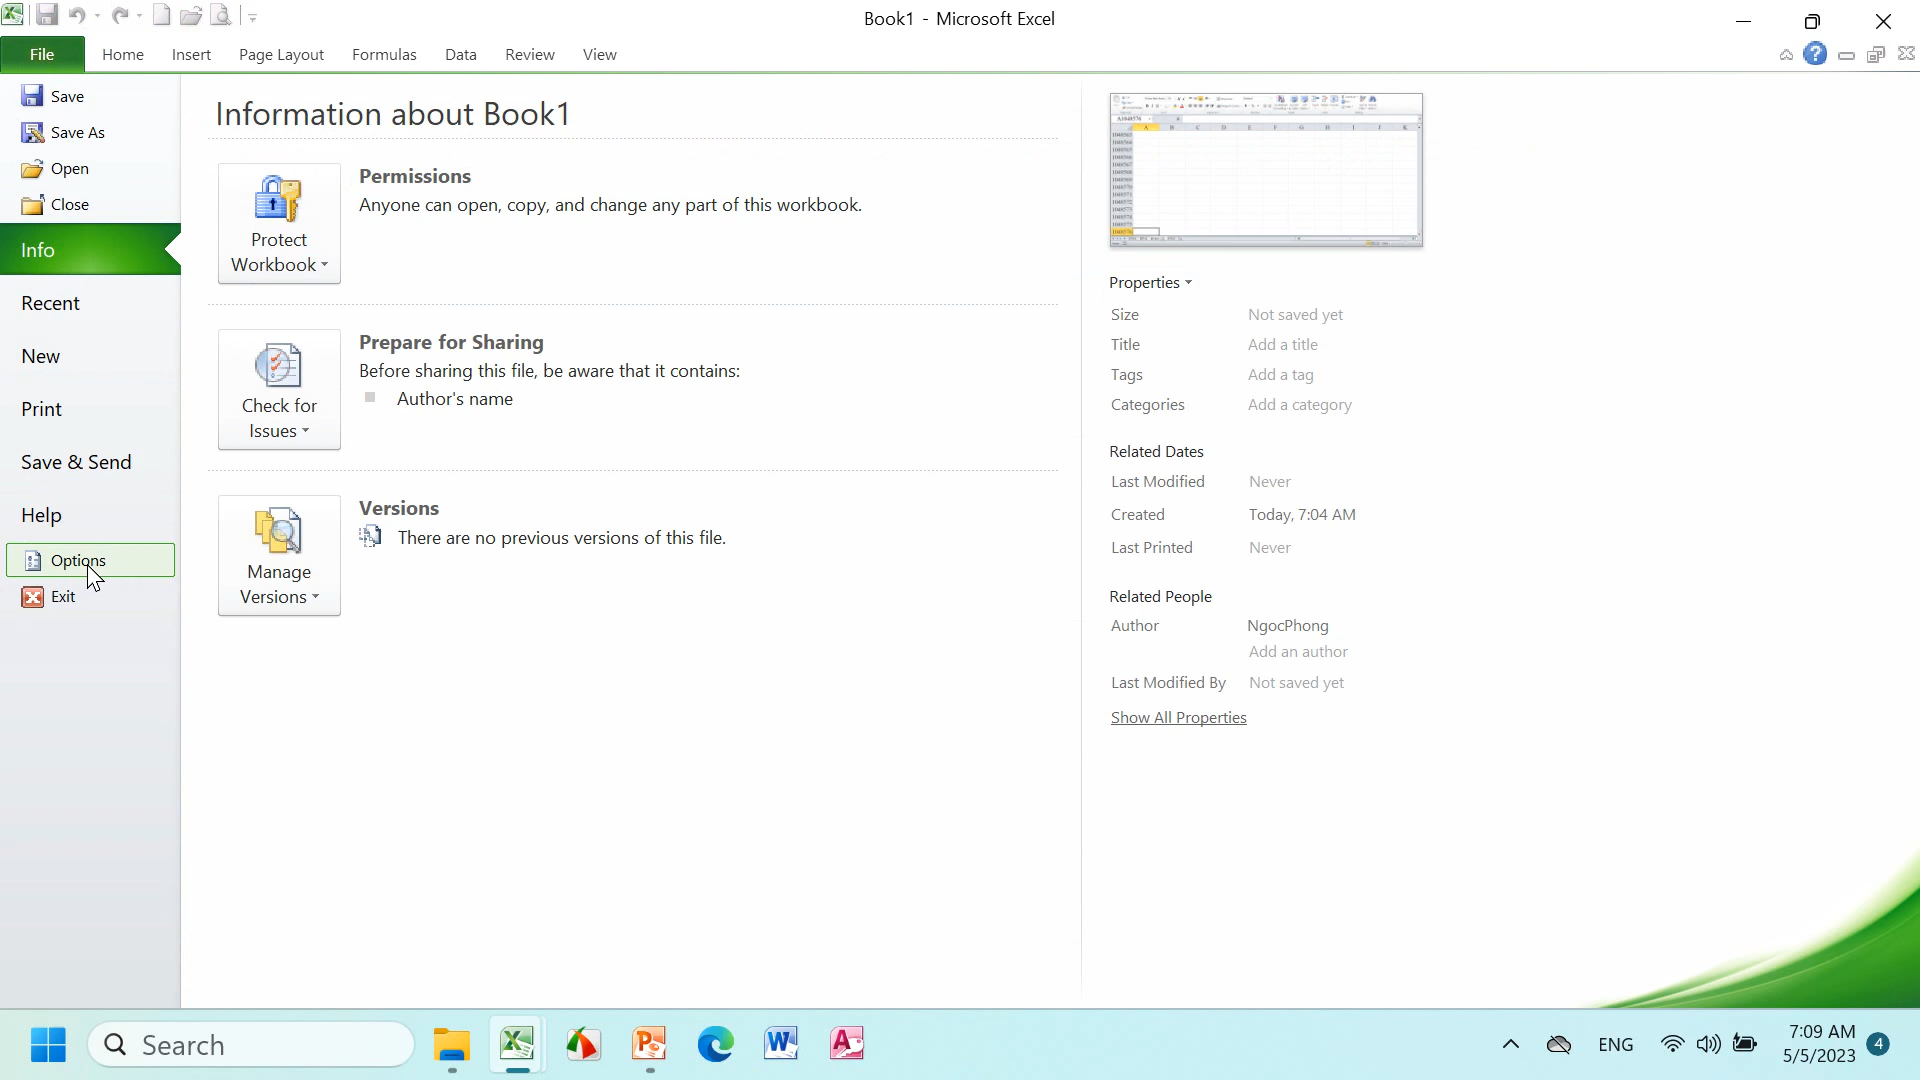 Book1 - Microsoft Excel
File Home Insert Page Layout Formulas Data Review View
Save
Save As
Open
Close
Info
Recent
New
Print
Save & Send
Help
Options
Exit
Information about Book1
Protect
Workbook
Permissions
Anyone can open, copy, and change any part of this workbook.
Check for
Issues
Prepare for Sharing
Before sharing this file, be aware that it contains:
Author's name
Manage
Versions
Versions
There are no previous versions of this file.
Properties
Size Not saved yet
Title Add a title
Tags Add a tag
Categories Add a category
Related Dates
Last Modified Never
Created Today, 7:04 AM
Last Printed Never
Related People
Author NgocPhong
Add an author
Last Modified By Not saved yet
Show All Properties
Search
ENG
7:09 AM
5/5/2023
4